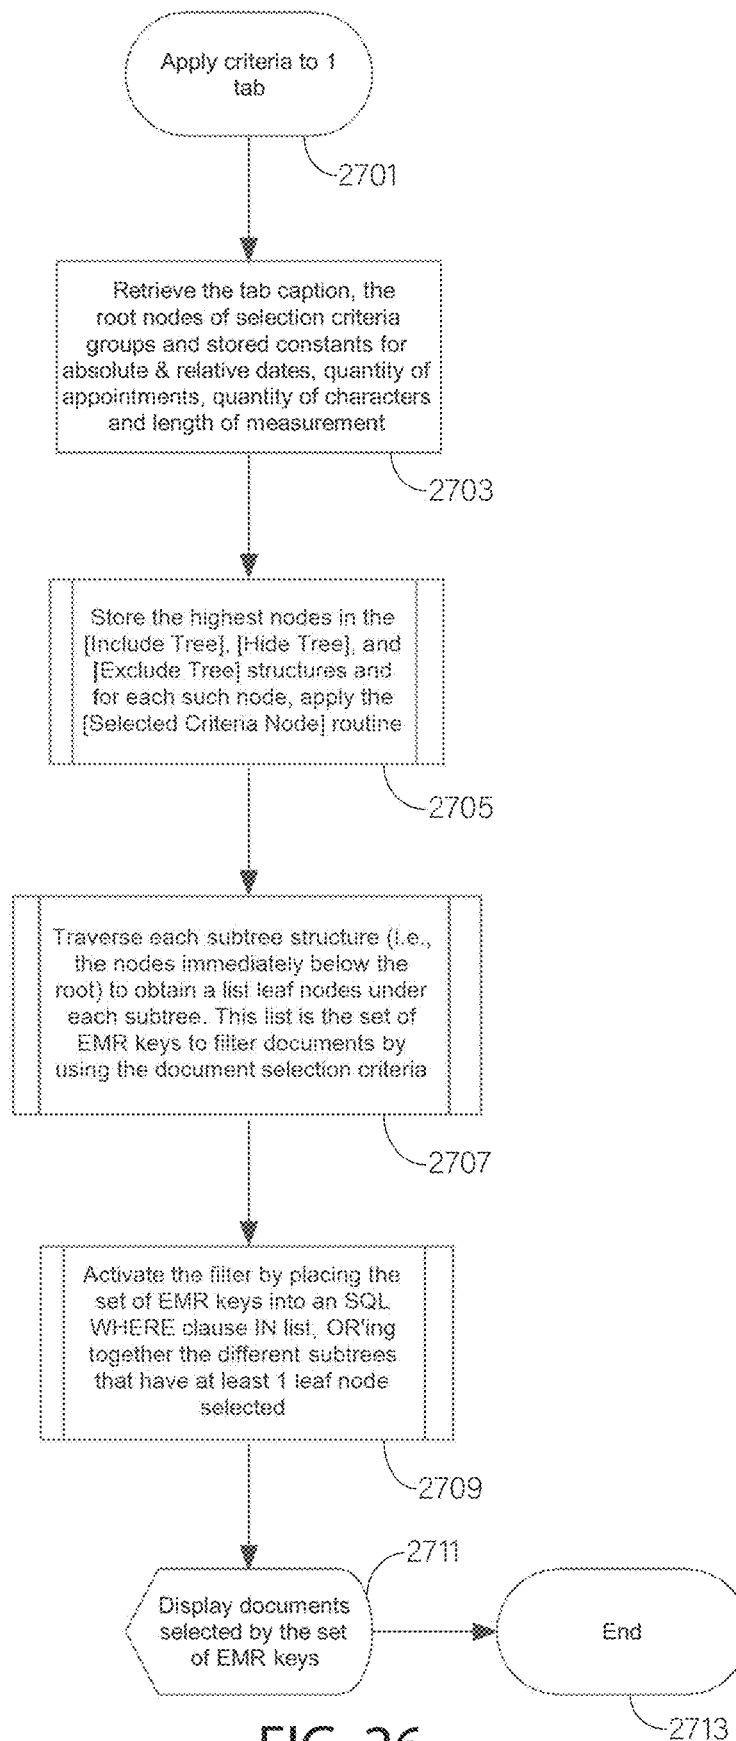 Apply criteria to 1
tab
2701
Retrieve the tab caption, the
root nodes of selection criteria
groups and stored constants for
absolute & relative dates, quantity of
appointments, quantity of characters
and length of measurement
2703
Store the highest nodes in the
[Include Tree], [Hide Tree], and
[Exclude Tree] structures and
for each such node, apply the
[Selected Criteria Node] routine
2705
Traverse each subtree structure (i.e.,
the nodes immediately below the
root) to obtain a list leaf nodes under
each subtree. This list is the set of
EMR keys to filter documents by
using the document selection criteria
2707
Activate the filter by placing the
set of EMR keys into an SQL
WHERE clause IN list, OR'ing
together the different subtrees
that have at least 1 leaf node
selected
2709
2711
Display documents
selected by the set
of EMR keys
End
2713
FIG. 26